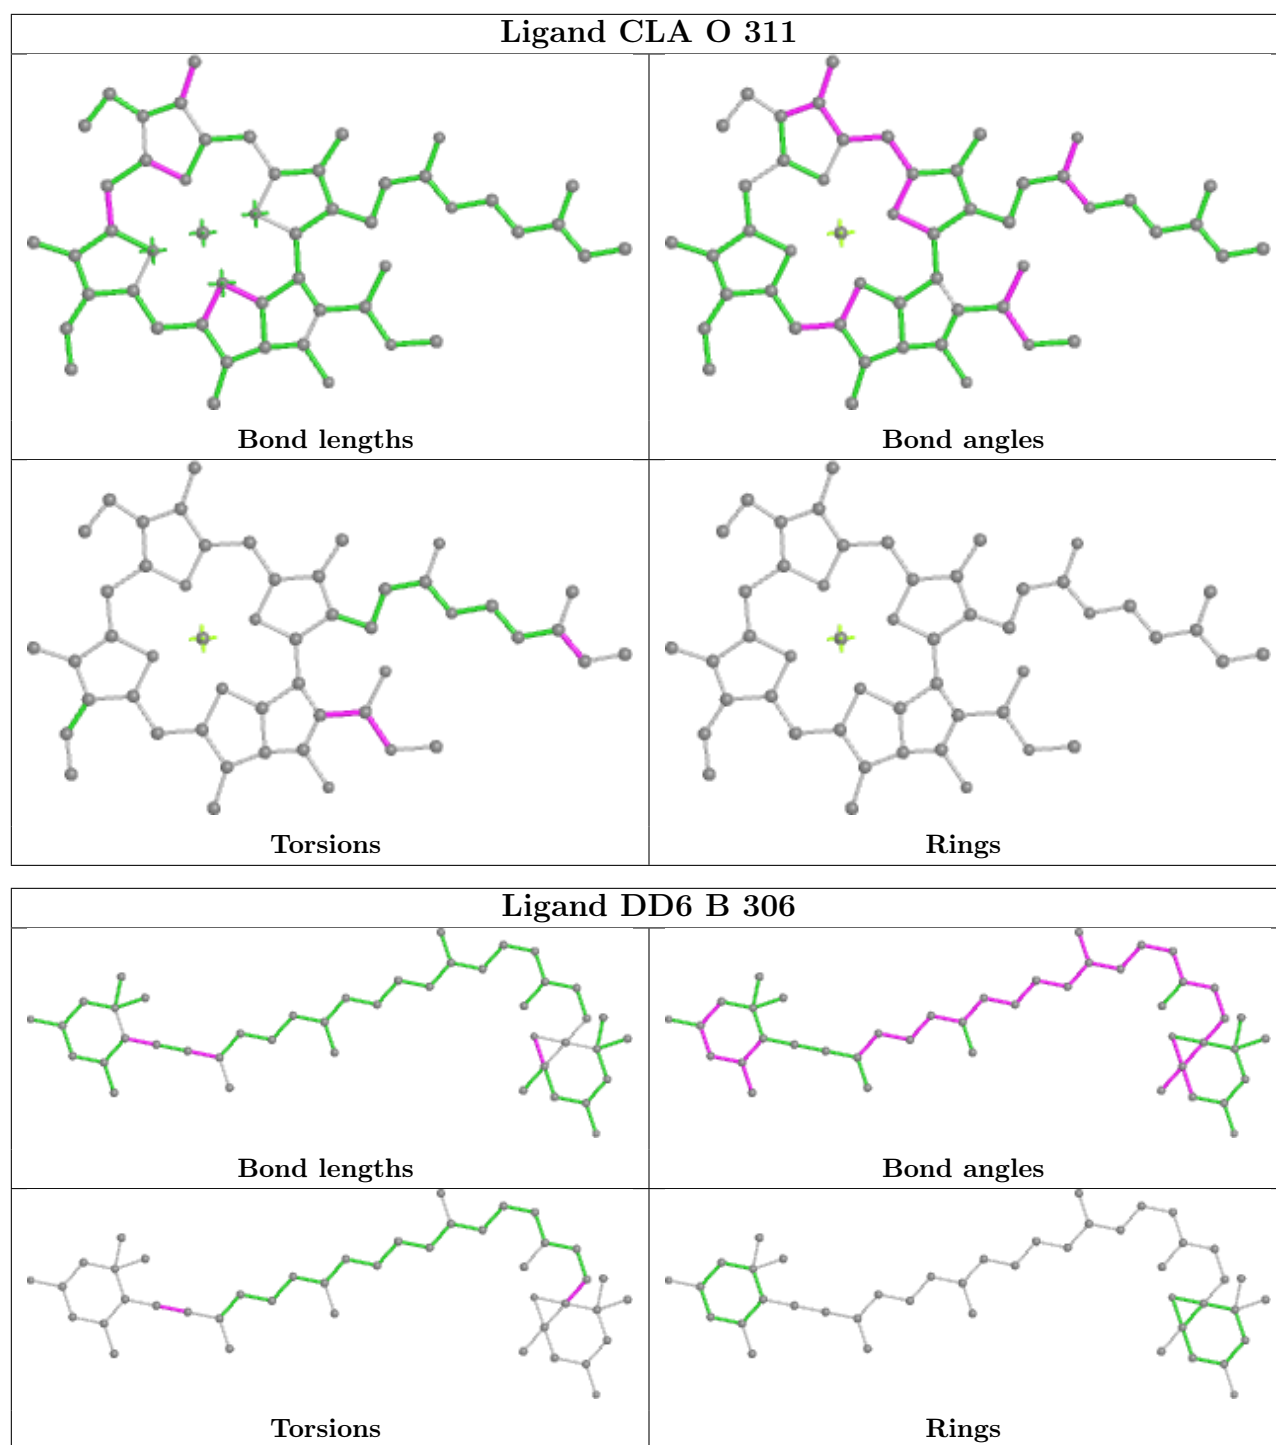 Ligand CLA O 311
Bond lengths
Bond angles
Torsions
Rings
Ligand DD6 B 306
Bond lengths
Bond angles
Torsions
Rings